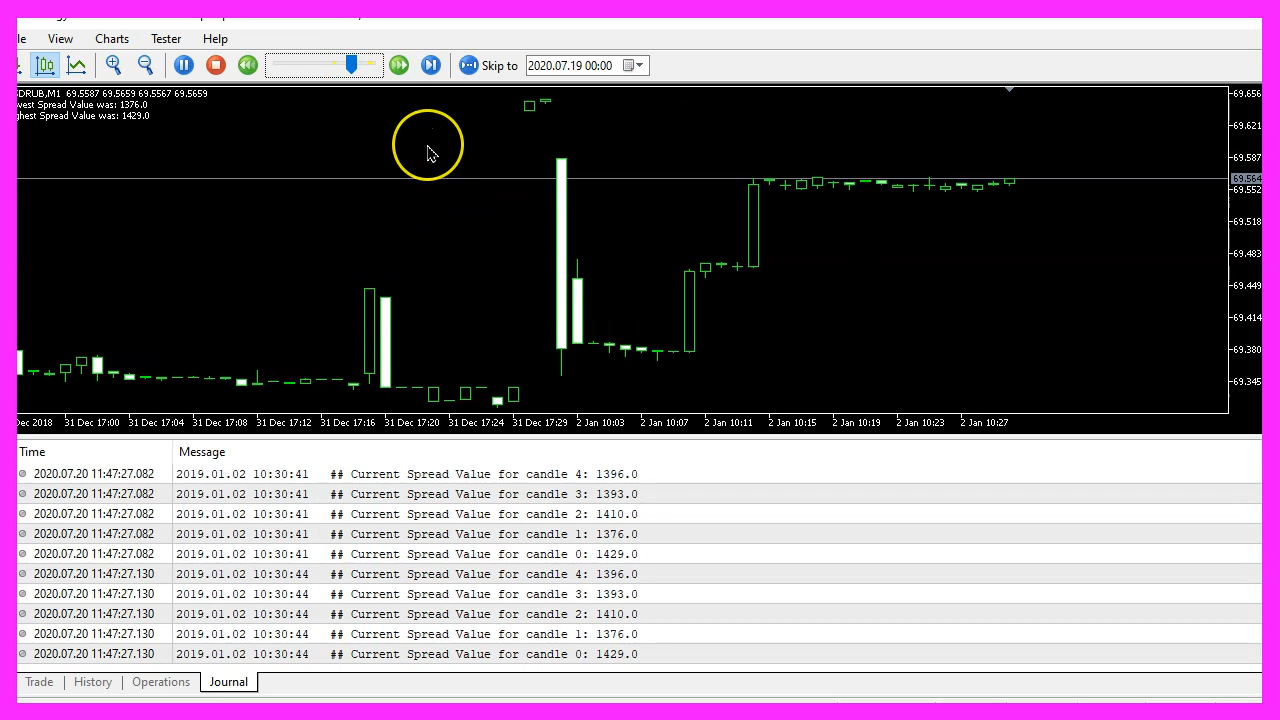 le View Charts Tester Help
Skip to 2020.07.19 00:00
SDRUB,M1 69.5587 69.5659 69.5567 69.5659
west Spread Value was: 1376.0
ghest Spread Value was: 1429.0
69.656
69.621
69.587
69.564
69.552
69.518
69.483
69.449
69.414
69.380
69.345
Dec 2018 31 Dec 17:00 31 Dec 17:04 31 Dec 17:08 31 Dec 17:12 31 Dec 17:16 31 Dec 17:20 31 Dec 17:24 31 Dec 17:29 2 Jan 10:03 2 Jan 10:07 2 Jan 10:11 2 Jan 10:15 2 Jan 10:19 2 Jan 10:23 2 Jan 10:27
Time Message
2020.07.20 11:47:27.082 2019.01.02 10:30:41 ## Current Spread Value for candle 4: 1396.0
2020.07.20 11:47:27.082 2019.01.02 10:30:41 ## Current Spread Value for candle 3: 1393.0
2020.07.20 11:47:27.082 2019.01.02 10:30:41 ## Current Spread Value for candle 2: 1410.0
2020.07.20 11:47:27.082 2019.01.02 10:30:41 ## Current Spread Value for candle 1: 1376.0
2020.07.20 11:47:27.082 2019.01.02 10:30:41 ## Current Spread Value for candle 0: 1429.0
2020.07.20 11:47:27.130 2019.01.02 10:30:44 ## Current Spread Value for candle 4: 1396.0
2020.07.20 11:47:27.130 2019.01.02 10:30:44 ## Current Spread Value for candle 3: 1393.0
2020.07.20 11:47:27.130 2019.01.02 10:30:44 ## Current Spread Value for candle 2: 1410.0
2020.07.20 11:47:27.130 2019.01.02 10:30:44 ## Current Spread Value for candle 1: 1376.0
2020.07.20 11:47:27.130 2019.01.02 10:30:44 ## Current Spread Value for candle 0: 1429.0
Trade History Operations Journal